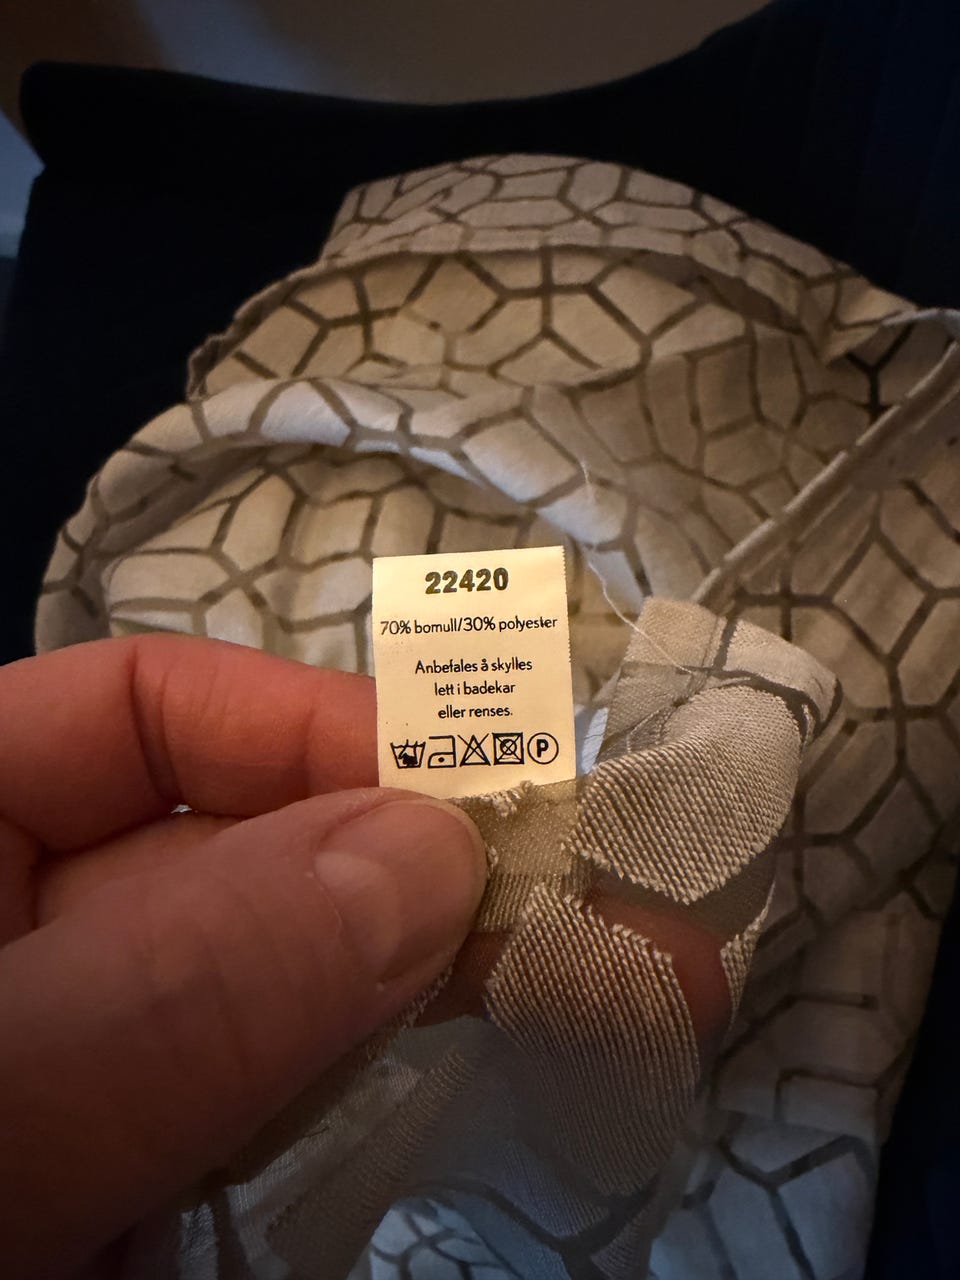 22420
70% bomull/30% polyester
Anbefales å skylles
lett i badekar
eller renses.
P